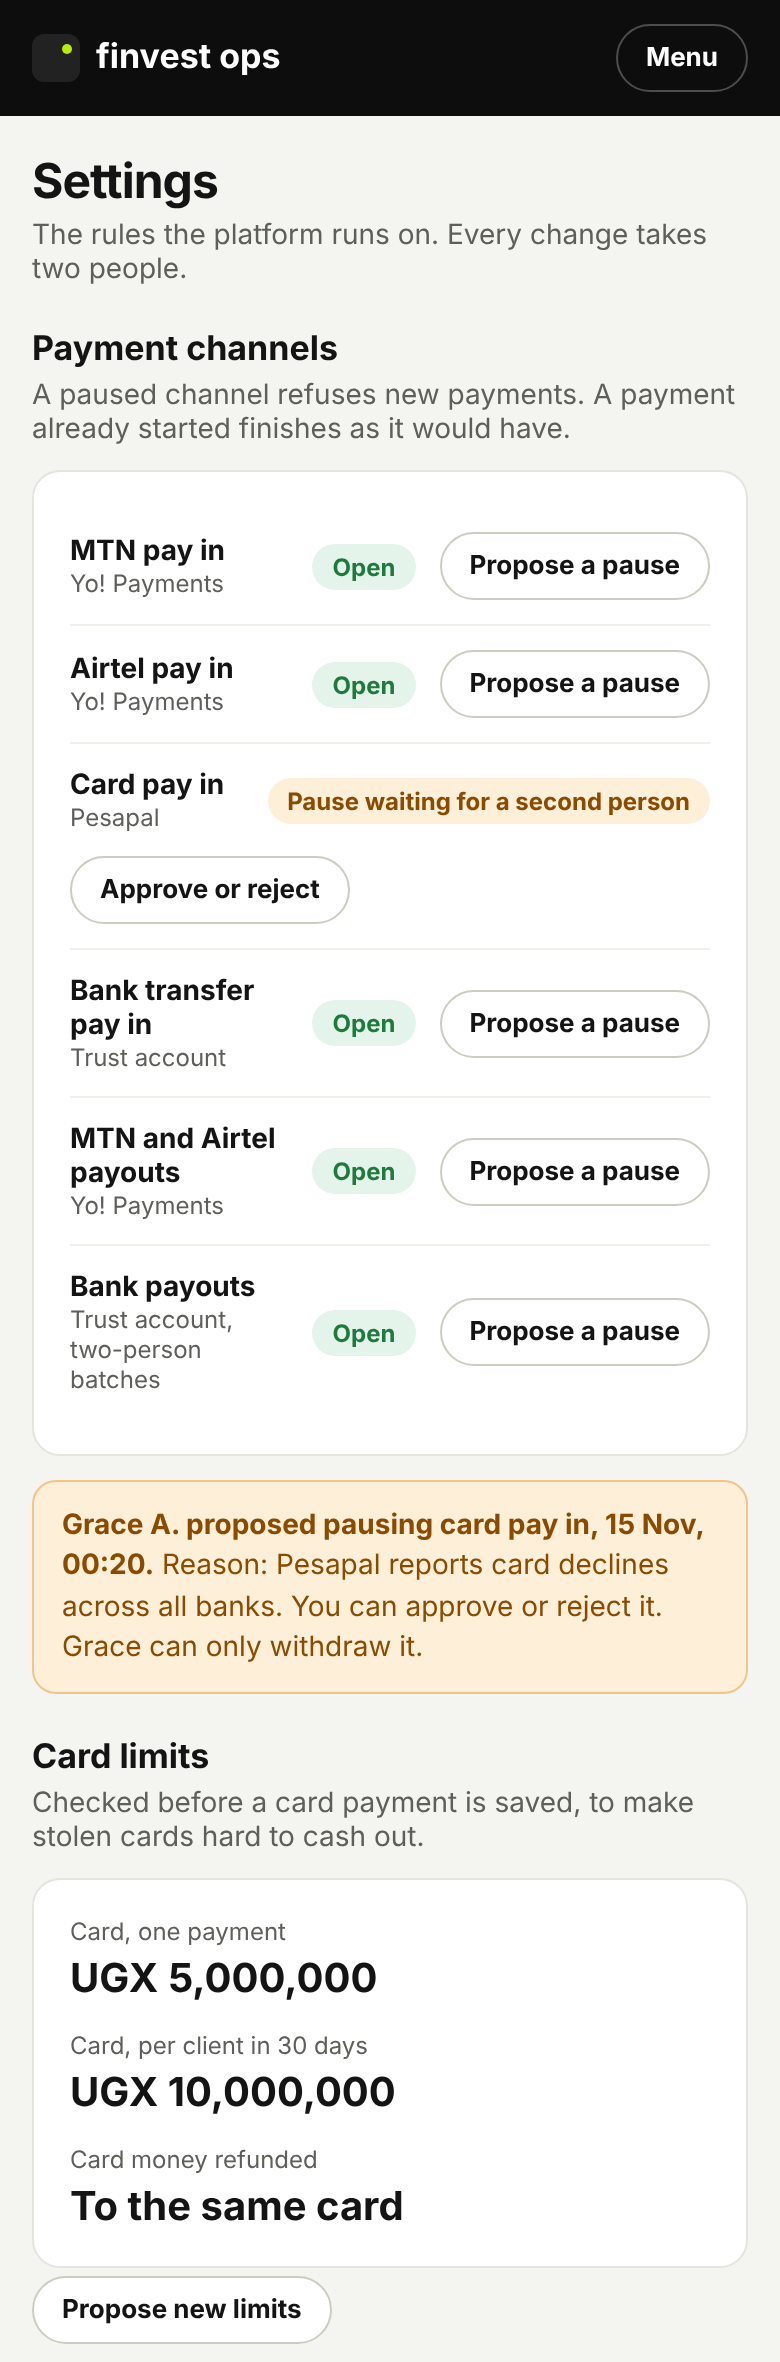 finvest ops
Menu
Settings
The rules the platform runs on. Every change takes
two people.
Payment channels
A paused channel refuses new payments. A payment
already started finishes as it would have.
MTN pay in
Yo! Payments
Open
Propose a pause
Airtel pay in
Yo! Payments
Open
Propose a pause
Card pay in
Pesapal
Pause waiting for a second person
Approve or reject
Bank transfer
pay in
Trust account
Open
Propose a pause
MTN and Airtel
payouts
Yo! Payments
Open
Propose a pause
Bank payouts
Trust account,
two-person
batches
Open
Propose a pause
Grace A. proposed pausing card pay in, 15 Nov,
00:20. Reason: Pesapal reports card declines
across all banks. You can approve or reject it.
Grace can only withdraw it.
Card limits
Checked before a card payment is saved, to make
stolen cards hard to cash out.
Card, one payment
UGX 5,000,000
Card, per client in 30 days
UGX 10,000,000
Card money refunded
To the same card
Propose new limits